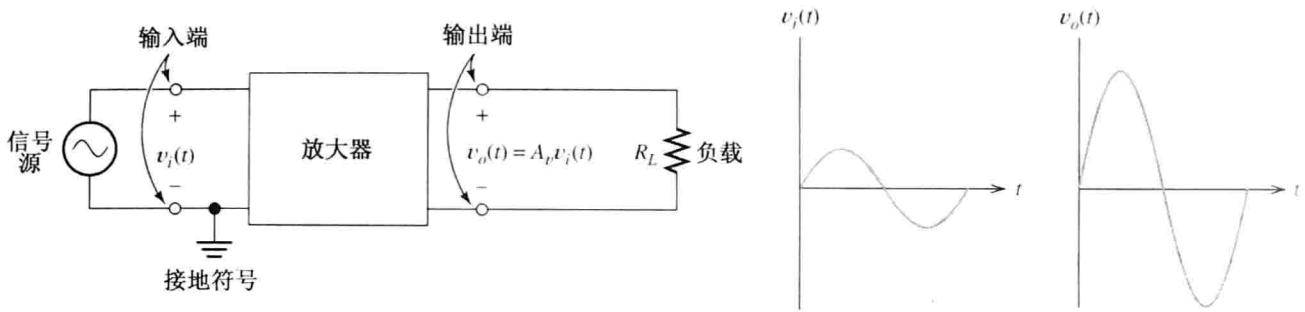 输入端
输出端
信号
源
+
v_i(t)
−
放大器
+
v_o(t) = A_v v_i(t)
−
R_L
负载
接地符号
v_i(t)
t
v_o(t)
t